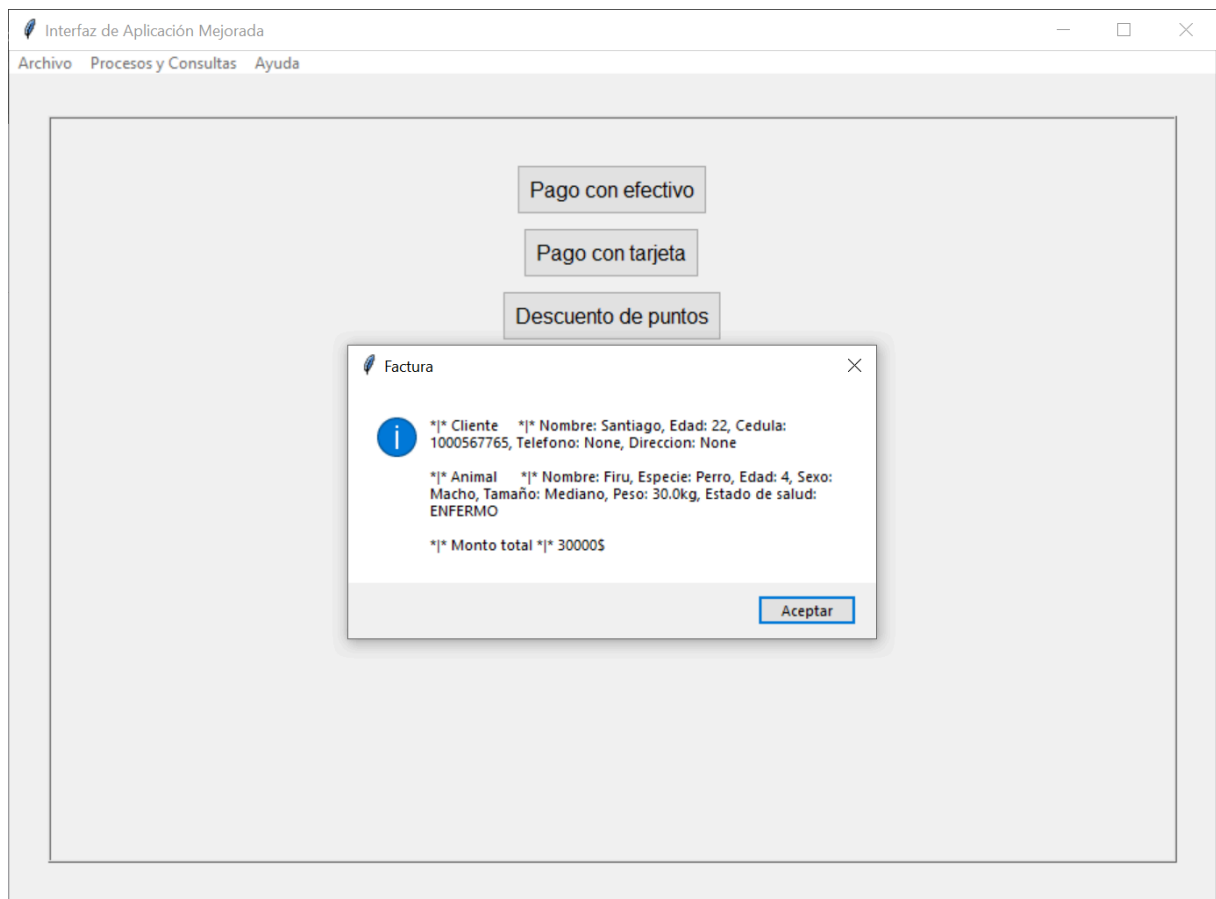 Interfaz de Aplicación Mejorada
Archivo Procesos y Consultas Ayuda
Pago con efectivo
Pago con tarjeta
Descuento de puntos
Factura
*|* Cliente *|* Nombre: Santiago, Edad: 22, Cedula:
1000567765, Telefono: None, Direccion: None
*|* Animal *|* Nombre: Firu, Especie: Perro, Edad: 4, Sexo:
Macho, Tamaño: Mediano, Peso: 30.0kg, Estado de salud:
ENFERMO
*|* Monto total *|* 30000$
Aceptar